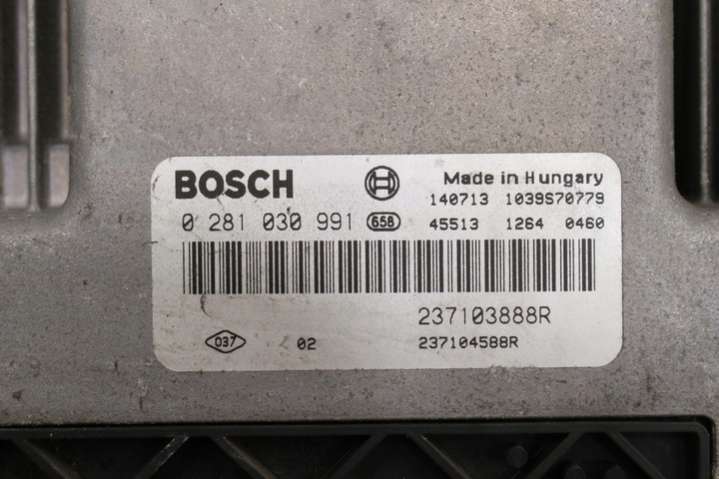 BOSCH Made in Hungary
140713 1039S70779
0 281 030 991 658 45513 1264 0460
237103888R
037 02 237104588R